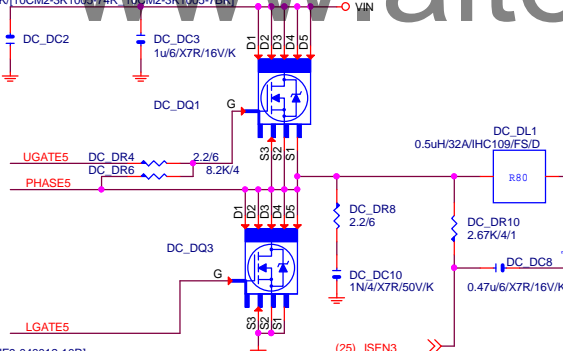 www.alte
VIN
D1
D2
D3
D4
D5
DC_DC2
DC_DC3
1u/6/X7R/16V/K
DC_DQ1
G
S3
S2
S1
DC_DL1
0.5uH/32A/IHC109/FS/D
UGATE5
DC_DR4
2.2/6
DC_DR6
8.2K/4
R80
PHASE5
D1
D2
D3
D4
D5
DC_DR8
2.2/6
DC_DR10
2.67K/4/1
DC_DQ3
G
DC_DC10
1N/4/X7R/50V/K
DC_DC8
0.47u/6/X7R/16V/K
S3
S2
S1
LGATE5
(25) ISEN3